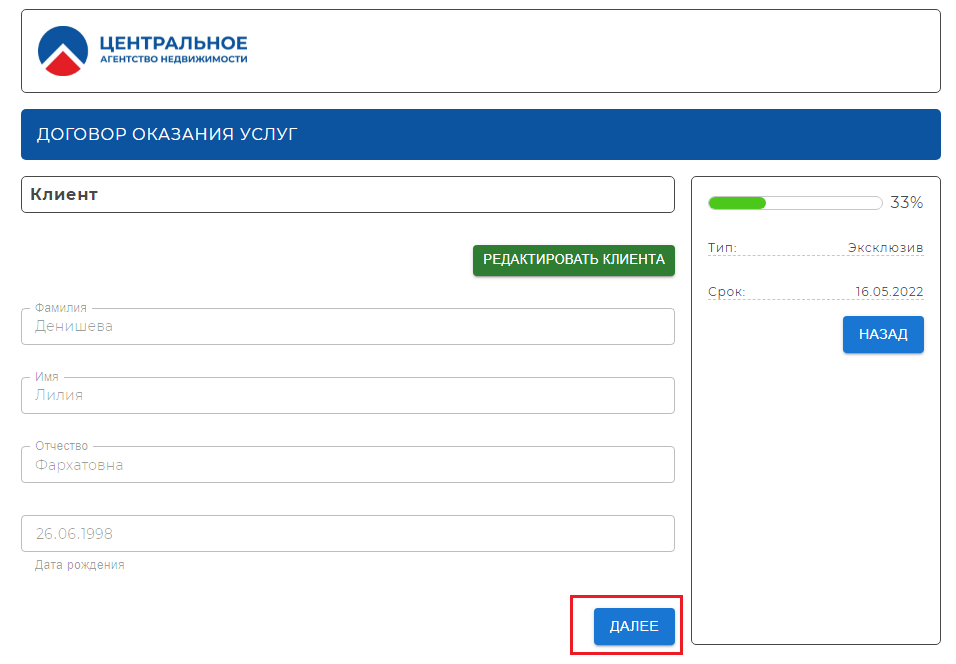 ЦЕНТРАЛЬНОЕ
АГЕНТСТВО НЕДВИЖИМОСТИ
ДОГОВОР ОКАЗАНИЯ УСЛУГ
Клиент
РЕДАКТИРОВАТЬ КЛИЕНТА
Фамилия
Денишева
Имя
Лилия
Отчество
Фархатовна
26.06.1998
Дата рождения
ДАЛЕЕ
33%
Тип: Эксклюзив
Срок: 16.05.2022
НАЗАД